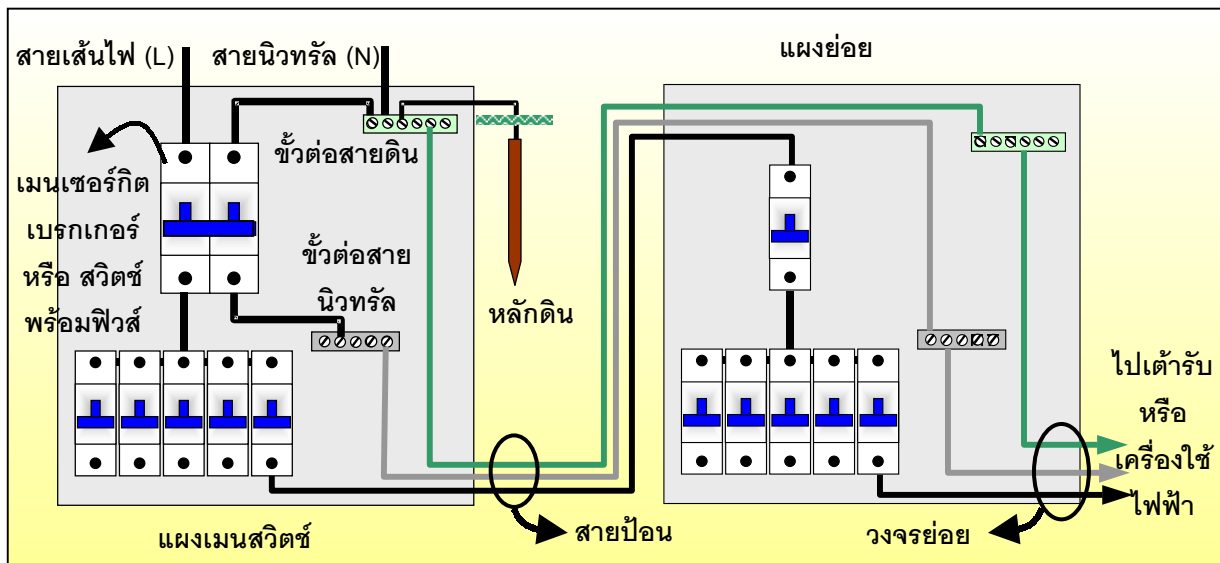 สายเส้นไฟ (L)
สายนิวทรัล (N)
แผงย่อย
ขั้วต่อสายดิน
เมนเซอร์กิต
เบรกเกอร์
หรือ สวิตช์
พร้อมฟิวส์
ขั้วต่อสาย
นิวทรัล
หลักดิน
ไปเต้ารับ
หรือ
เครื่องใช้
ไฟฟ้า
แผงเมนสวิตช์
สายป้อน
วงจรย่อย